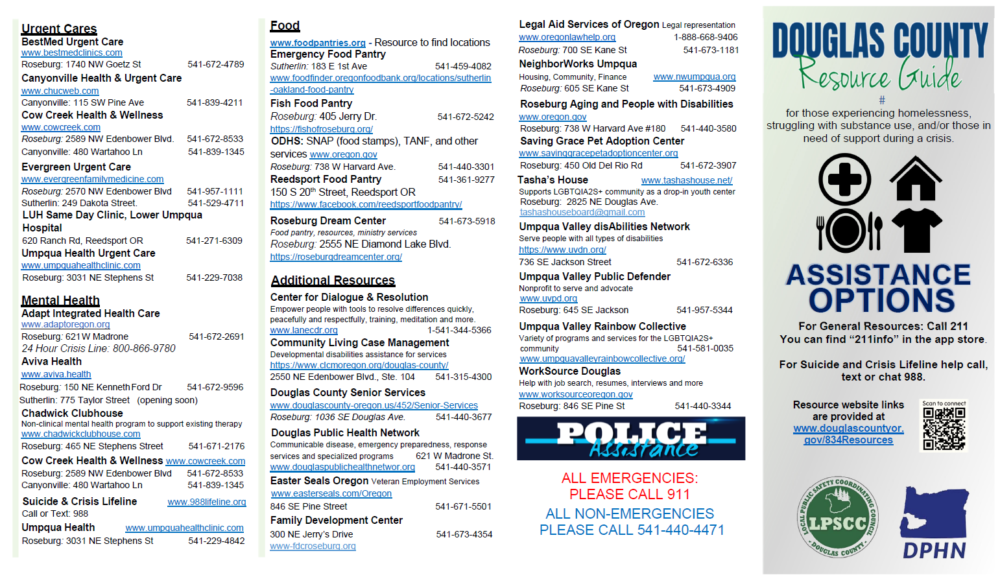 Urgent Cares
BestMed Urgent Care
www.bestmedclinics.com
Roseburg: 1740 NW Goetz St 541-672-4789
Canyonville Health & Urgent Care
www.chucweb.com
Canyonville: 115 SW Pine Ave 541-839-4211
Cow Creek Health & Wellness
www.cowcreek.com
Roseburg: 2589 NW Edenbower Blvd. 541-672-8533
Canyonville: 480 Wartahoo Ln 541-839-1345
Evergreen Urgent Care
www.evergreenfamilymedicine.com
Roseburg: 2570 NW Edenbower Blvd 541-957-1111
Sutherlin: 249 Dakota Street. 541-529-4711
LUH Same Day Clinic, Lower Umpqua
Hospital
620 Ranch Rd, Reedsport OR 541-271-6309
Umpqua Health Urgent Care
www.umpquahealthclinic.com
Roseburg: 3031 NE Stephens St 541-229-7038
Mental Health
Adapt Integrated Health Care
www.adaptoregon.org
Roseburg: 621 W Madrone 541-672-2691
24 Hour Crisis Line: 800-866-9780
Aviva Health
www.aviva.health
Roseburg: 150 NE Kenneth Ford Dr 541-672-9596
Sutherlin: 775 Taylor Street (opening soon)
Chadwick Clubhouse
Non-clinical mental health program to support existing therapy
www.chadwickclubhouse.com
Roseburg: 465 NE Stephens Street 541-671-2176
Cow Creek Health & Wellness www.cowcreek.com
Roseburg: 2589 NW Edenbower Blvd 541-672-8533
Canyonville: 480 Wartahoo Ln 541-839-1345
Suicide & Crisis Lifeline www.988lifeline.org
Call or Text: 988
Umpqua Health www.umpquahealthclinic.com
Roseburg: 3031 NE Stephens St 541-229-4842
Food
www.foodpantries.org - Resource to find locations
Emergency Food Pantry
Sutherlin: 183 E 1st Ave 541-459-4082
www.foodfinder.oregonfoodbank.org/locations/sutherlin
-oakland-food-pantry
Fish Food Pantry
Roseburg: 405 Jerry Dr. 541-672-5242
https://fishofroseburg.org/
ODHS: SNAP (food stamps), TANF, and other
services www.oregon.gov
Roseburg: 738 W Harvard Ave. 541-440-3301
Reedsport Food Pantry 541-361-9277
150 S 20th Street, Reedsport OR
https://www.facebook.com/reedsportfoodpantry/
Roseburg Dream Center 541-673-5918
Food pantry, resources, ministry services
Roseburg: 2555 NE Diamond Lake Blvd.
https://roseburgdreamcenter.org/
Additional Resources
Center for Dialogue & Resolution
Empower people with tools to resolve differences quickly,
peacefully and respectfully, training, meditation and more.
www.lanecdr.org 1-541-344-5366
Community Living Case Management
Developmental disabilities assistance for services
https://www.clcmoregon.org/douglas-county/
2550 NE Edenbower Blvd., Ste. 104 541-315-4300
Douglas County Senior Services
www.douglascounty-oregon.us/452/Senior-Services
Roseburg: 1036 SE Douglas Ave. 541-440-3677
Douglas Public Health Network
Communicable disease, emergency preparedness, response
services and specialized programs 621 W Madrone St.
www.douglaspublichealthnetwor.org 541-440-3571
Easter Seals Oregon Veteran Employment Services
www.easterseals.com/Oregon
846 SE Pine Street 541-671-5501
Family Development Center
300 NE Jerry's Drive 541-673-4354
www-fdcroseburg.org
Legal Aid Services of Oregon Legal representation
www.oregonlawhelp.org 1-888-668-9406
Roseburg: 700 SE Kane St 541-673-1181
NeighborWorks Umpqua
Housing, Community, Finance www.nwumpqua.org
Roseburg: 605 SE Kane St 541-673-4909
Roseburg Aging and People with Disabilities
www.oregon.gov
Roseburg: 738 W Harvard Ave #180 541-440-3580
Saving Grace Pet Adoption Center
www.savinggracepetadoptioncenter.org
Roseburg: 450 Old Del Rio Rd 541-672-3907
Tasha's House www.tashashouse.net/
Supports LGBTQIA2S+ community as a drop-in youth center
Roseburg: 2825 NE Douglas Ave.
tashashouseboard@gmail.com
Umpqua Valley disAbilities Network
Serve people with all types of disabilities
https://www.uvdn.org/
736 SE Jackson Street 541-672-6336
Umpqua Valley Public Defender
Nonprofit to serve and advocate
www.uvpd.org
Roseburg: 645 SE Jackson 541-957-5344
Umpqua Valley Rainbow Collective
Variety of programs and services for the LGBTQIA2S+
community 541-581-0035
www.umpquavalleyrainbowcollective.org/
WorkSource Douglas
Help with job search, resumes, interviews and more
www.worksourceoregon.gov
Roseburg: 846 SE Pine St 541-440-3344
POLICE
Assistance
ALL EMERGENCIES:
PLEASE CALL 911
ALL NON-EMERGENCIES
PLEASE CALL 541-440-4471
DOUGLAS COUNTY
Resource Guide
#
for those experiencing homelessness,
struggling with substance use, and/or those in
need of support during a crisis.
ASSISTANCE
OPTIONS
For General Resources: Call 211
You can find "211info" in the app store.
For Suicide and Crisis Lifeline help call,
text or chat 988.
Resource website links
are provided at
www.douglascountyor.
gov/834Resources
Scan to connect
LOCAL PUBLIC SAFETY COORDINATING COUNCIL
LPSCC
- DOUGLAS COUNTY -
DPHN